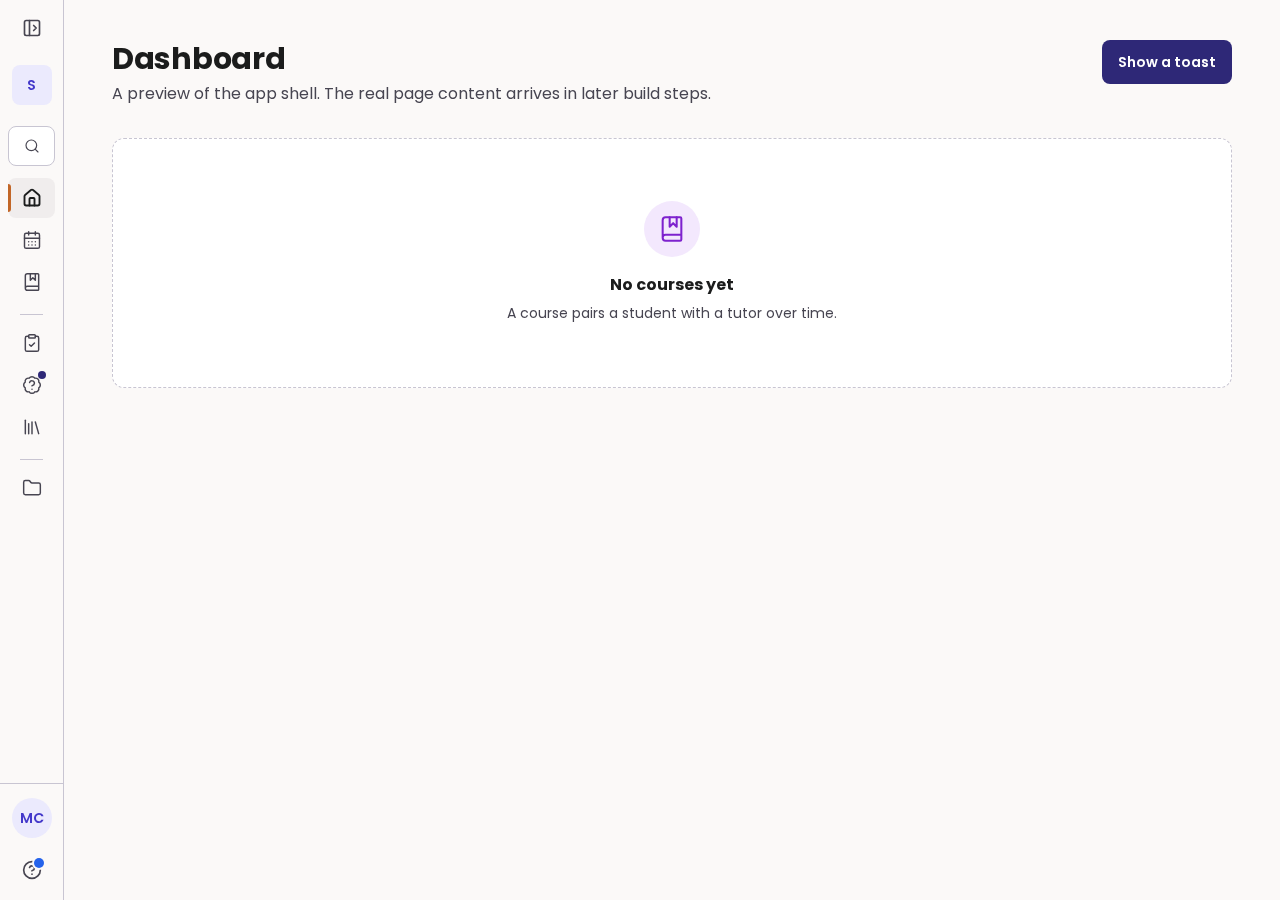 S
Dashboard
Show a toast
A preview of the app shell. The real page content arrives in later build steps.
No courses yet
A course pairs a student with a tutor over time.
MC